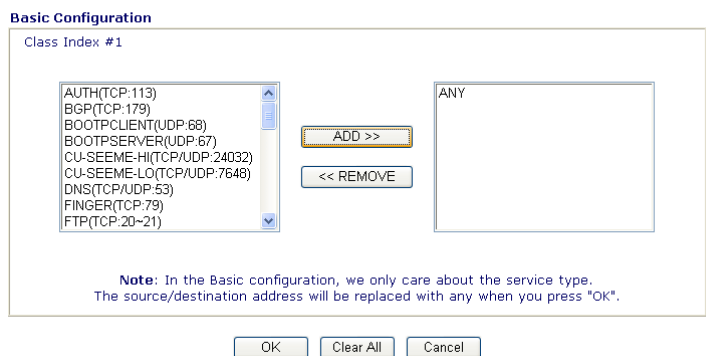 Basic Configuration
Class Index #1
AUTH(TCP:113)
BGP(TCP:179)
BOOTPCLIENT(UDP:68)
BOOTPSERVER(UDP:67)
CU-SEEME-HI(TCP/UDP:24032)
CU-SEEME-LO(TCP/UDP:7648)
DNS(TCP/UDP:53)
FINGER(TCP:79)
FTP(TCP:20~21)
ADD >>
<< REMOVE
ANY
Note: In the Basic configuration, we only care about the service type.
The source/destination address will be replaced with any when you press "OK".
OK Clear All Cancel